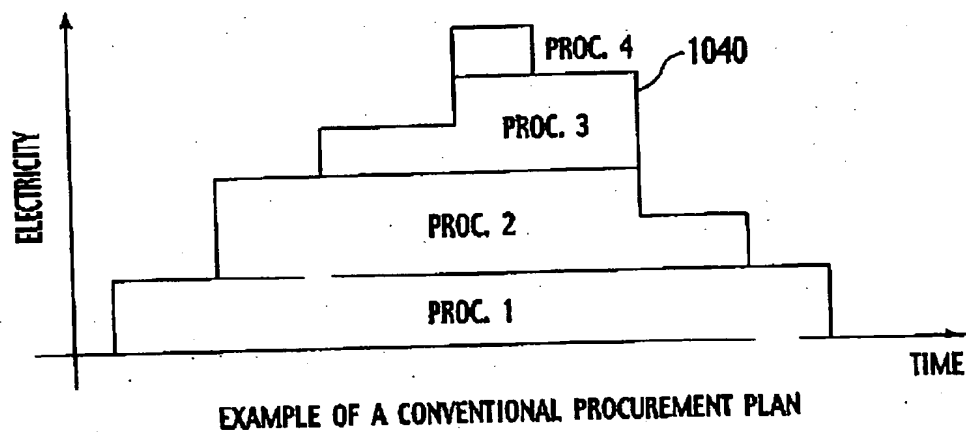 PROC. 4
1040
PROC. 3
ELECTRICITY
PROC. 2
PROC. 1
TIME
EXAMPLE OF A CONVENTIONAL PROCUREMENT PLAN